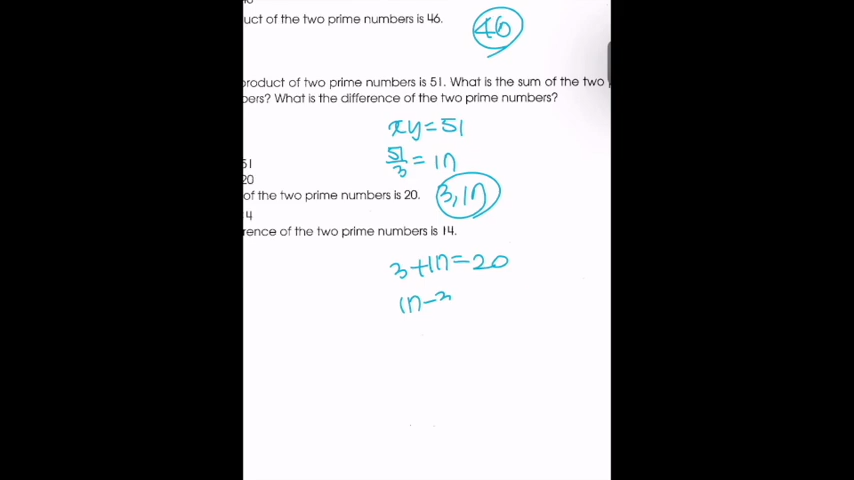 uct of the two prime numbers is 46.
46
product of two prime numbers is 51. What is the sum of the two
bers? What is the difference of the two prime numbers?
xy=51
51/3 = 17
51
20
of the two prime numbers is 20.
3,17
4
rence of the two prime numbers is 14.
3+17=20
17-3